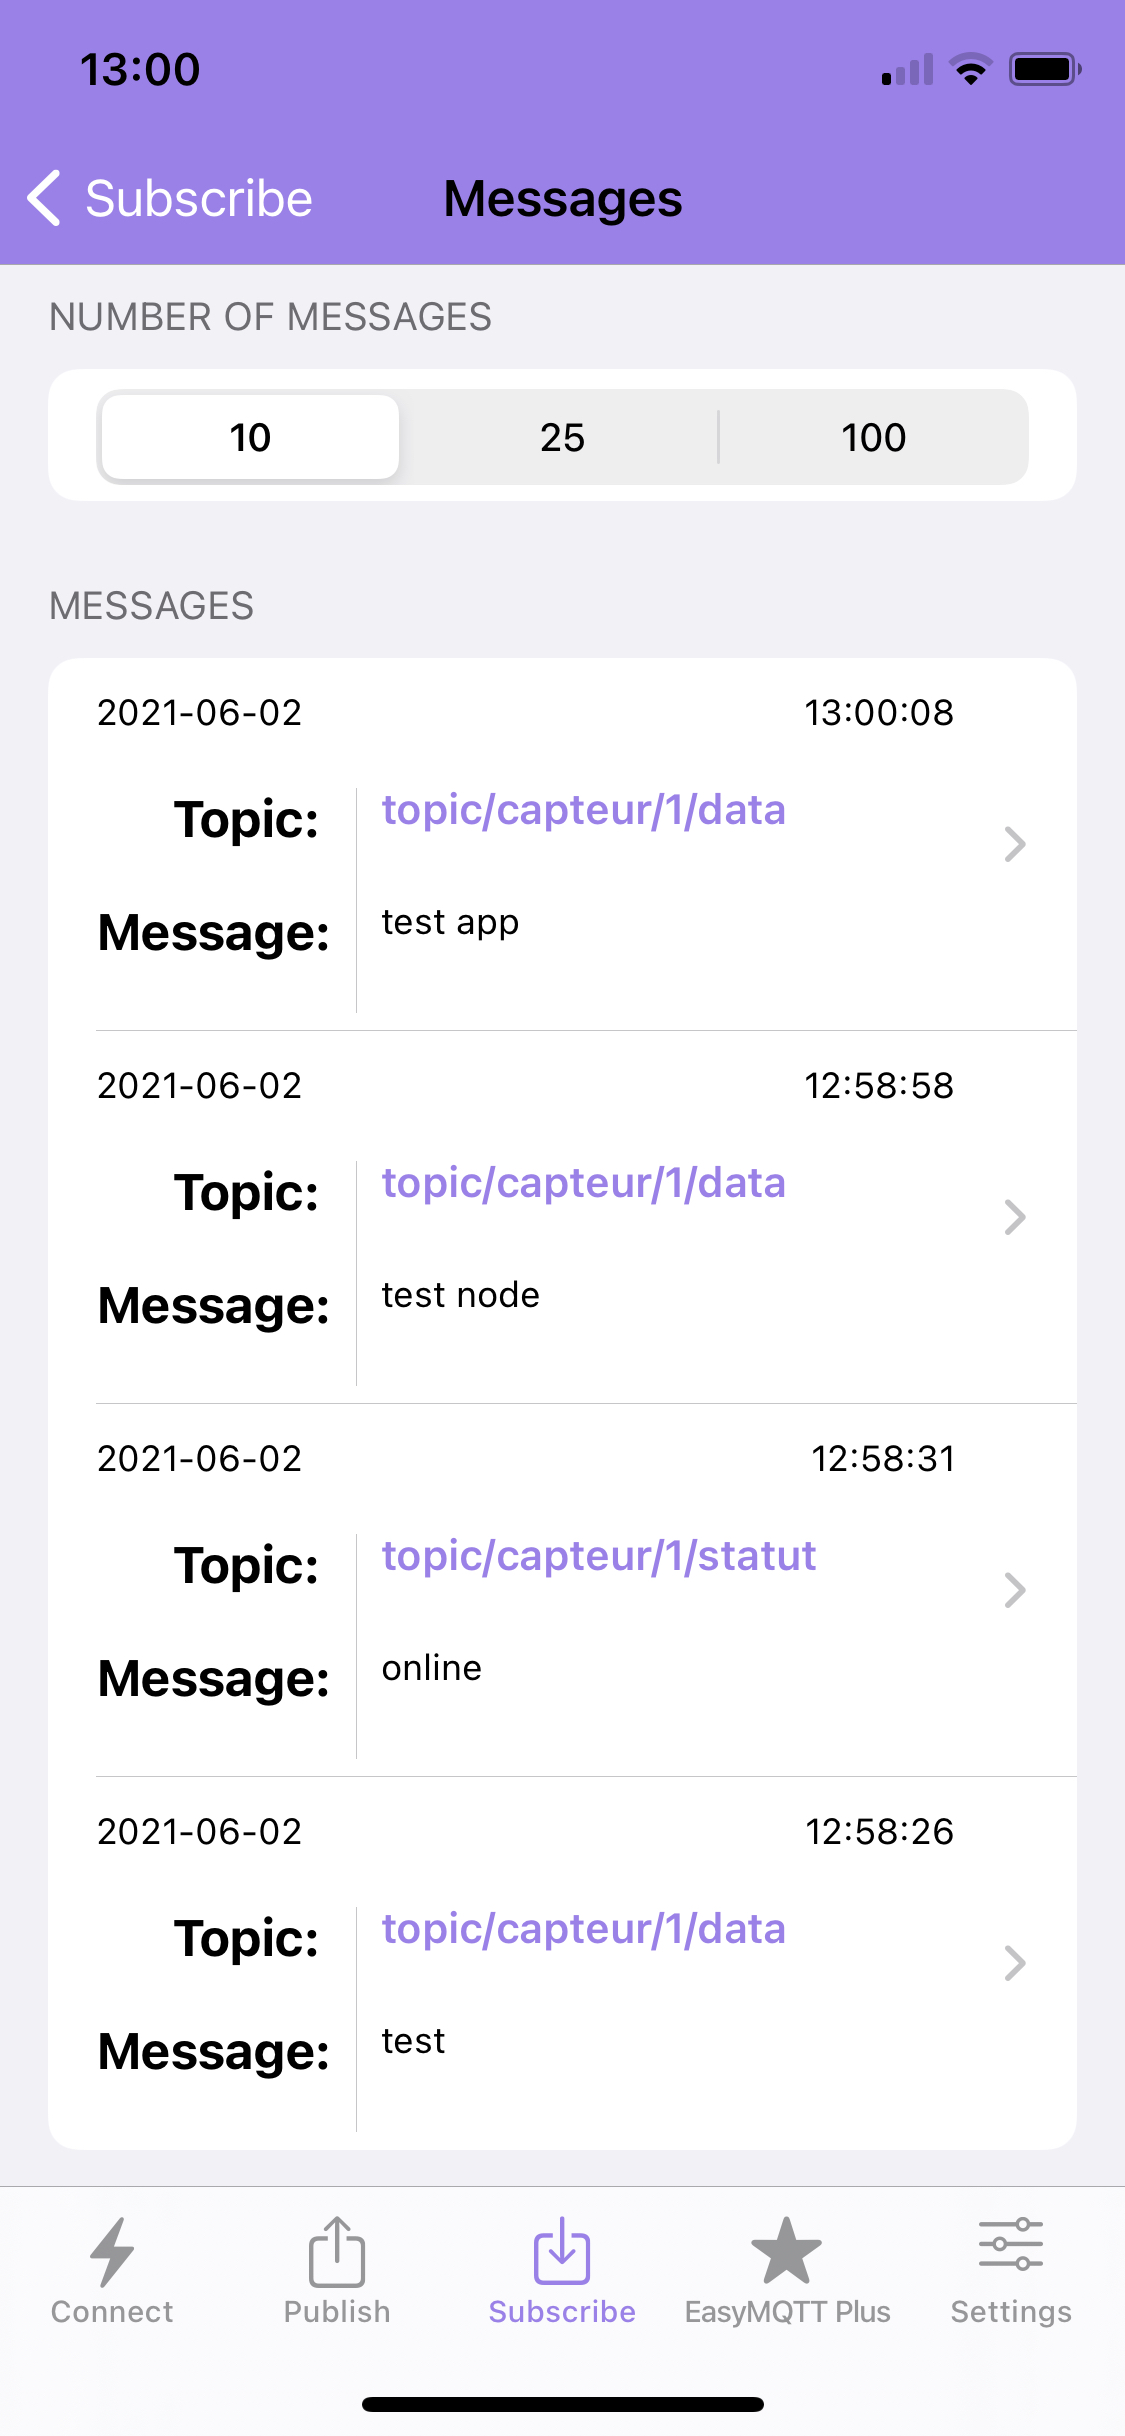 13:00
Subscribe Messages
NUMBER OF MESSAGES
10 25 100
MESSAGES
2021-06-02 13:00:08
Topic: topic/capteur/1/data
Message: test app
2021-06-02 12:58:58
Topic: topic/capteur/1/data
Message: test node
2021-06-02 12:58:31
Topic: topic/capteur/1/statut
Message: online
2021-06-02 12:58:26
Topic: topic/capteur/1/data
Message: test
Connect Publish Subscribe EasyMQTT Plus Settings